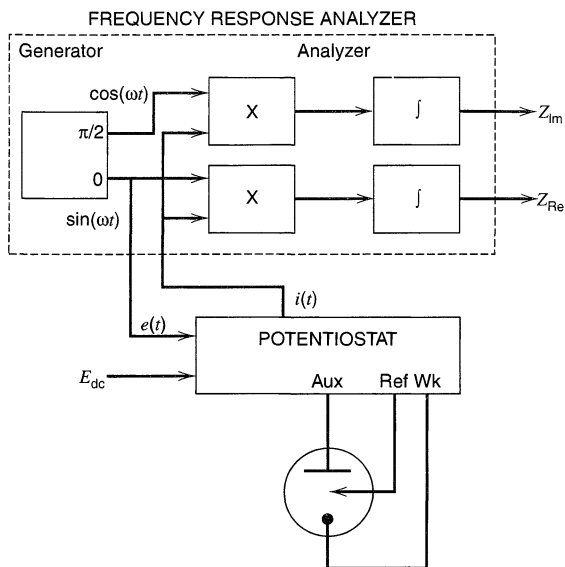 FREQUENCY RESPONSE ANALYZER
Generator
Analyzer
cos(ωt)
π/2
X
∫
Z_Im
0
X
∫
Z_Re
sin(ωt)
i(t)
e(t)
POTENTIOSTAT
E_dc
Aux Ref Wk